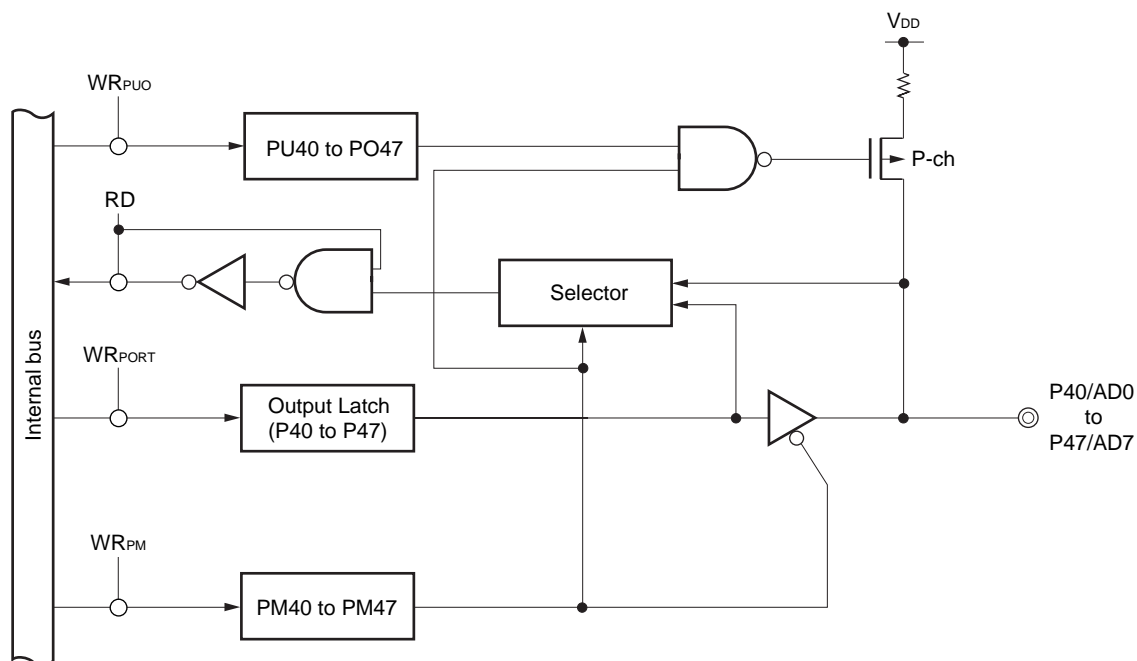 VDD
WRPUO
PU40 to PO47
P-ch
RD
Selector
Internal bus
WRPORT
Output Latch
(P40 to P47)
P40/AD0
to
P47/AD7
WRPM
PM40 to PM47